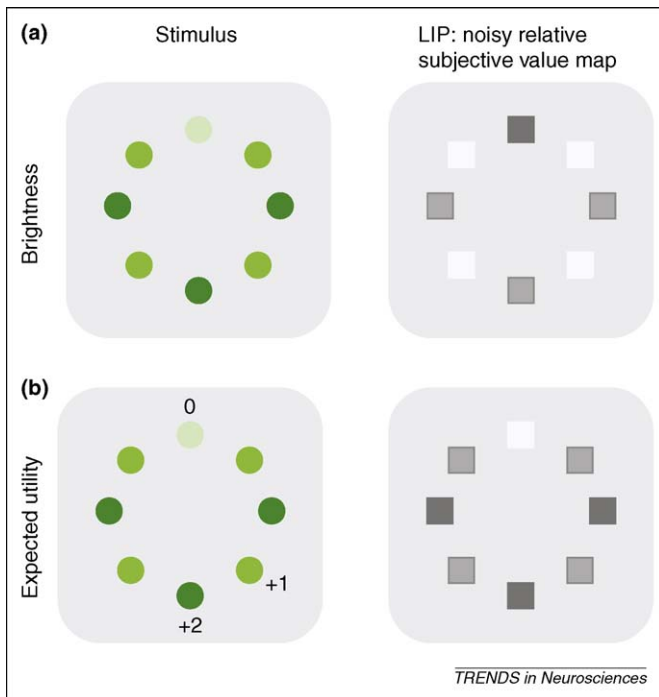 (a)
Stimulus
LIP: noisy relative
subjective value map
Brightness
(b)
0
Expected utility
+1
+2
TRENDS in Neurosciences